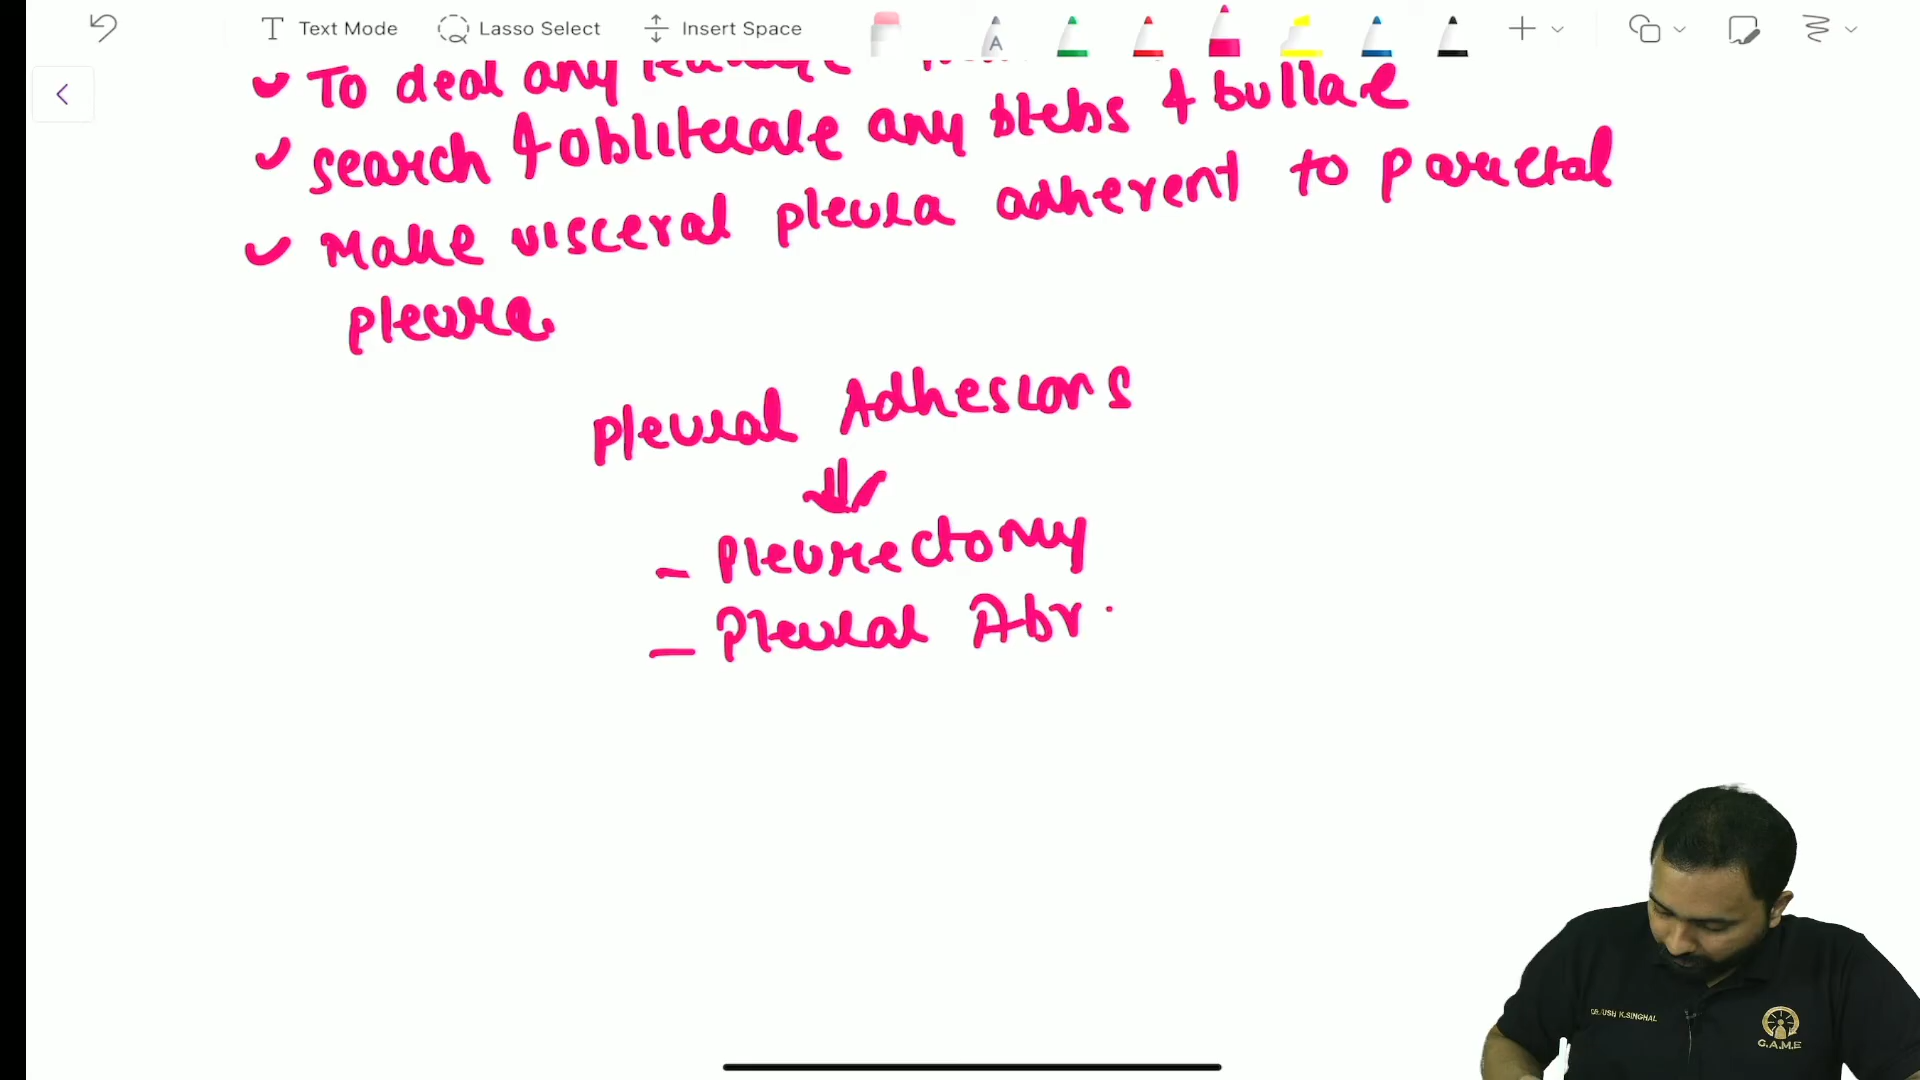 Text Mode Lasso Select Insert Space
A
To deal any
search & obliterate any blebs & bullae
Make visceral pleura adherent to parietal
pleura
Pleural Adhesions
- Pleurectomy
- Pleural Abr
K.SINGHAL
G.A.M.E